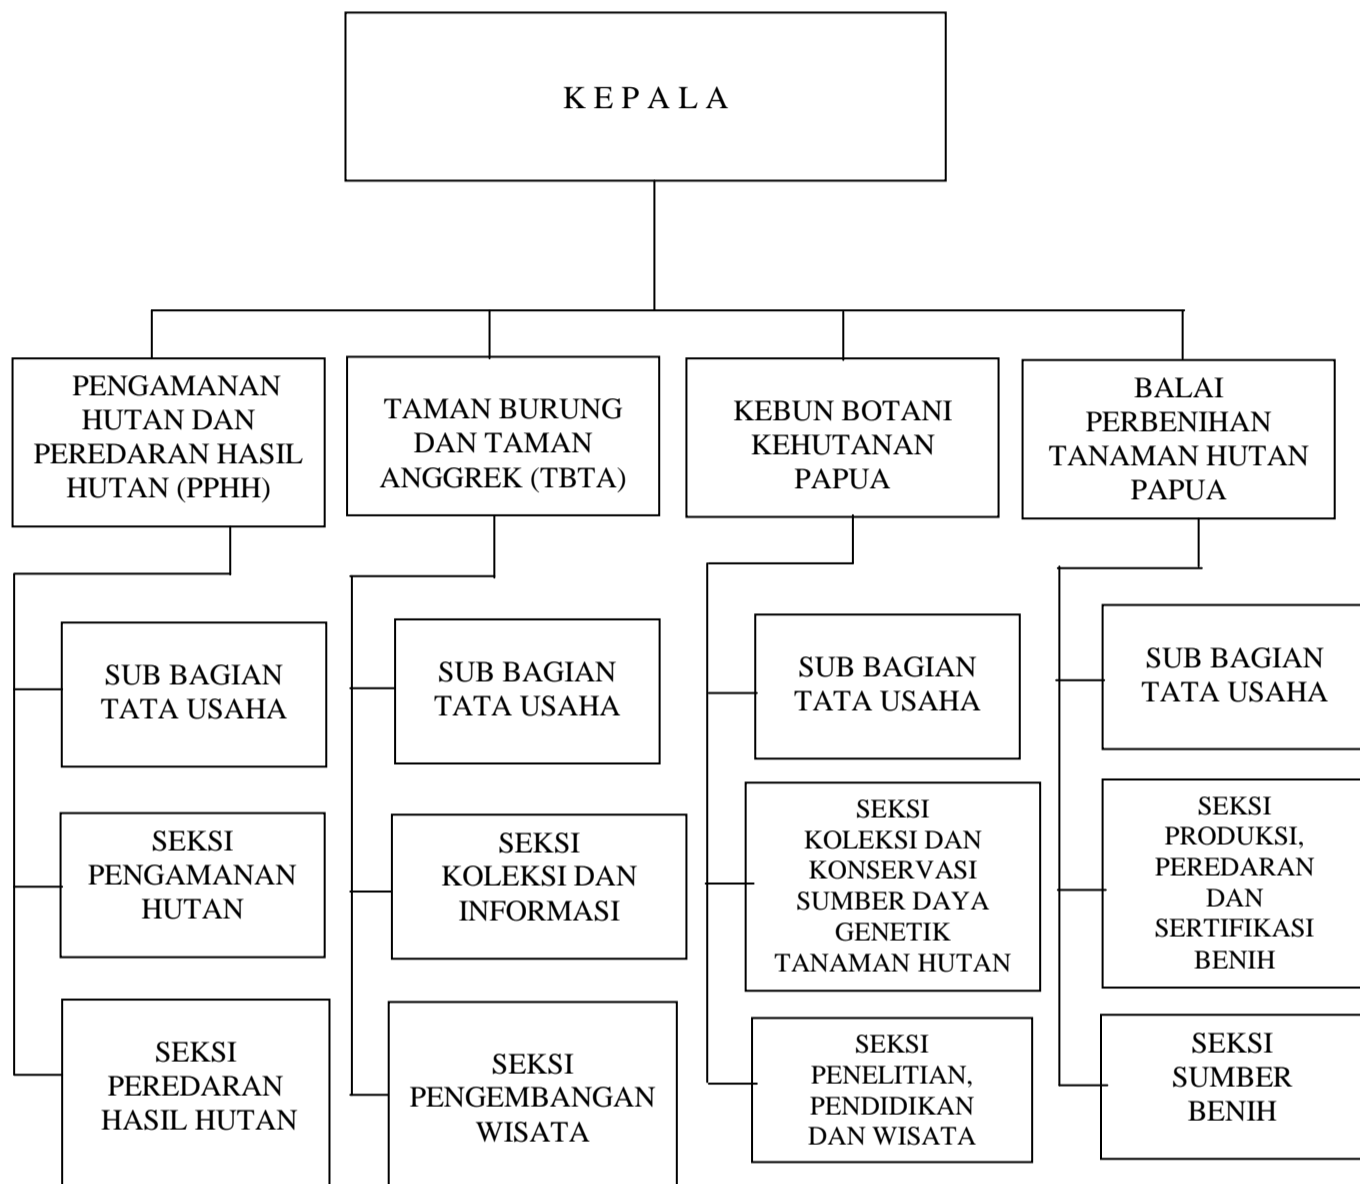 K E P A L A
PENGAMANAN
HUTAN DAN
PEREDARAN HASIL
HUTAN (PPHH)
TAMAN BURUNG
DAN TAMAN
ANGGREK (TBTA)
KEBUN BOTANI
KEHUTANAN
PAPUA
BALAI
PERBENIHAN
TANAMAN HUTAN
PAPUA
SUB BAGIAN
TATA USAHA
SUB BAGIAN
TATA USAHA
SUB BAGIAN
TATA USAHA
SUB BAGIAN
TATA USAHA
SEKSI
PENGAMANAN
HUTAN
SEKSI
KOLEKSI DAN
INFORMASI
SEKSI
KOLEKSI DAN
KONSERVASI
SUMBER DAYA
GENETIK
TANAMAN HUTAN
SEKSI
PRODUKSI,
PEREDARAN
DAN
SERTIFIKASI
BENIH
SEKSI
PEREDARAN
HASIL HUTAN
SEKSI
PENGEMBANGAN
WISATA
SEKSI
PENELITIAN,
PENDIDIKAN
DAN WISATA
SEKSI
SUMBER
BENIH